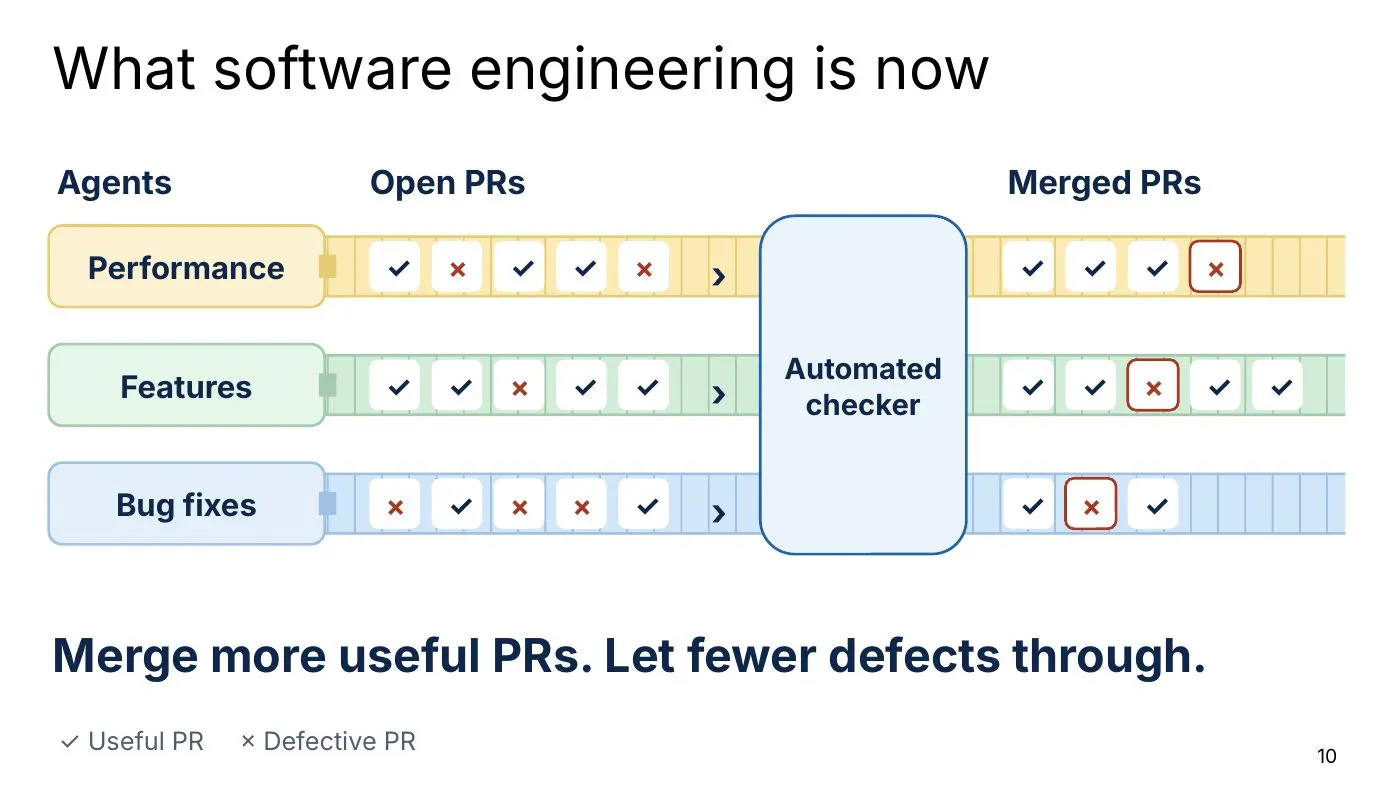 What software engineering is now
Agents
Open PRs
Merged PRs
Performance
✓ × ✓ ✓ × ›
✓ ✓ ✓ ×
Features
✓ ✓ × ✓ ✓ ›
Automated
checker
✓ ✓ × ✓ ✓
Bug fixes
× ✓ × × ✓ ›
✓ × ✓
Merge more useful PRs. Let fewer defects through.
✓ Useful PR × Defective PR
10